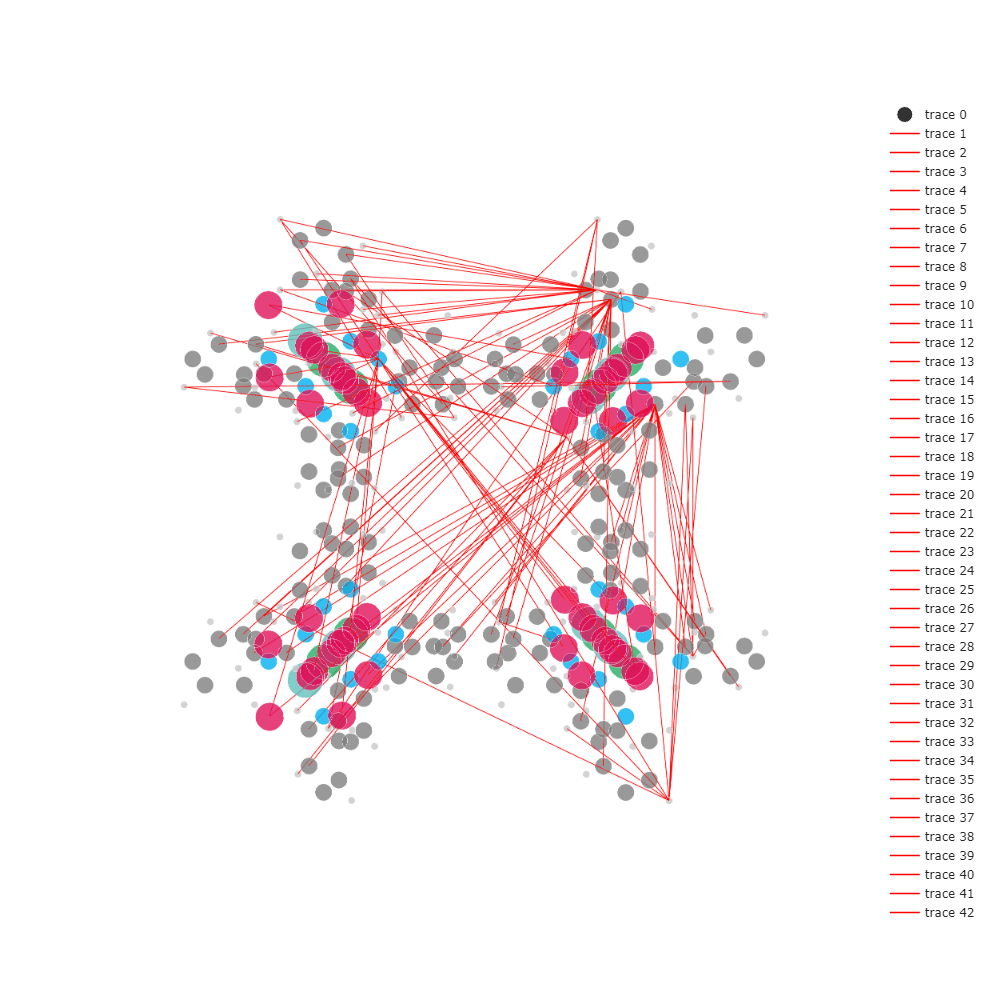 trace 0
trace 1
trace 2
trace 3
trace 4
trace 5
trace 6
trace 7
trace 8
trace 9
trace 10
trace 11
trace 12
trace 13
trace 14
trace 15
trace 16
trace 17
trace 18
trace 19
trace 20
trace 21
trace 22
trace 23
trace 24
trace 25
trace 26
trace 27
trace 28
trace 29
trace 30
trace 31
trace 32
trace 33
trace 34
trace 35
trace 36
trace 37
trace 38
trace 39
trace 40
trace 41
trace 42